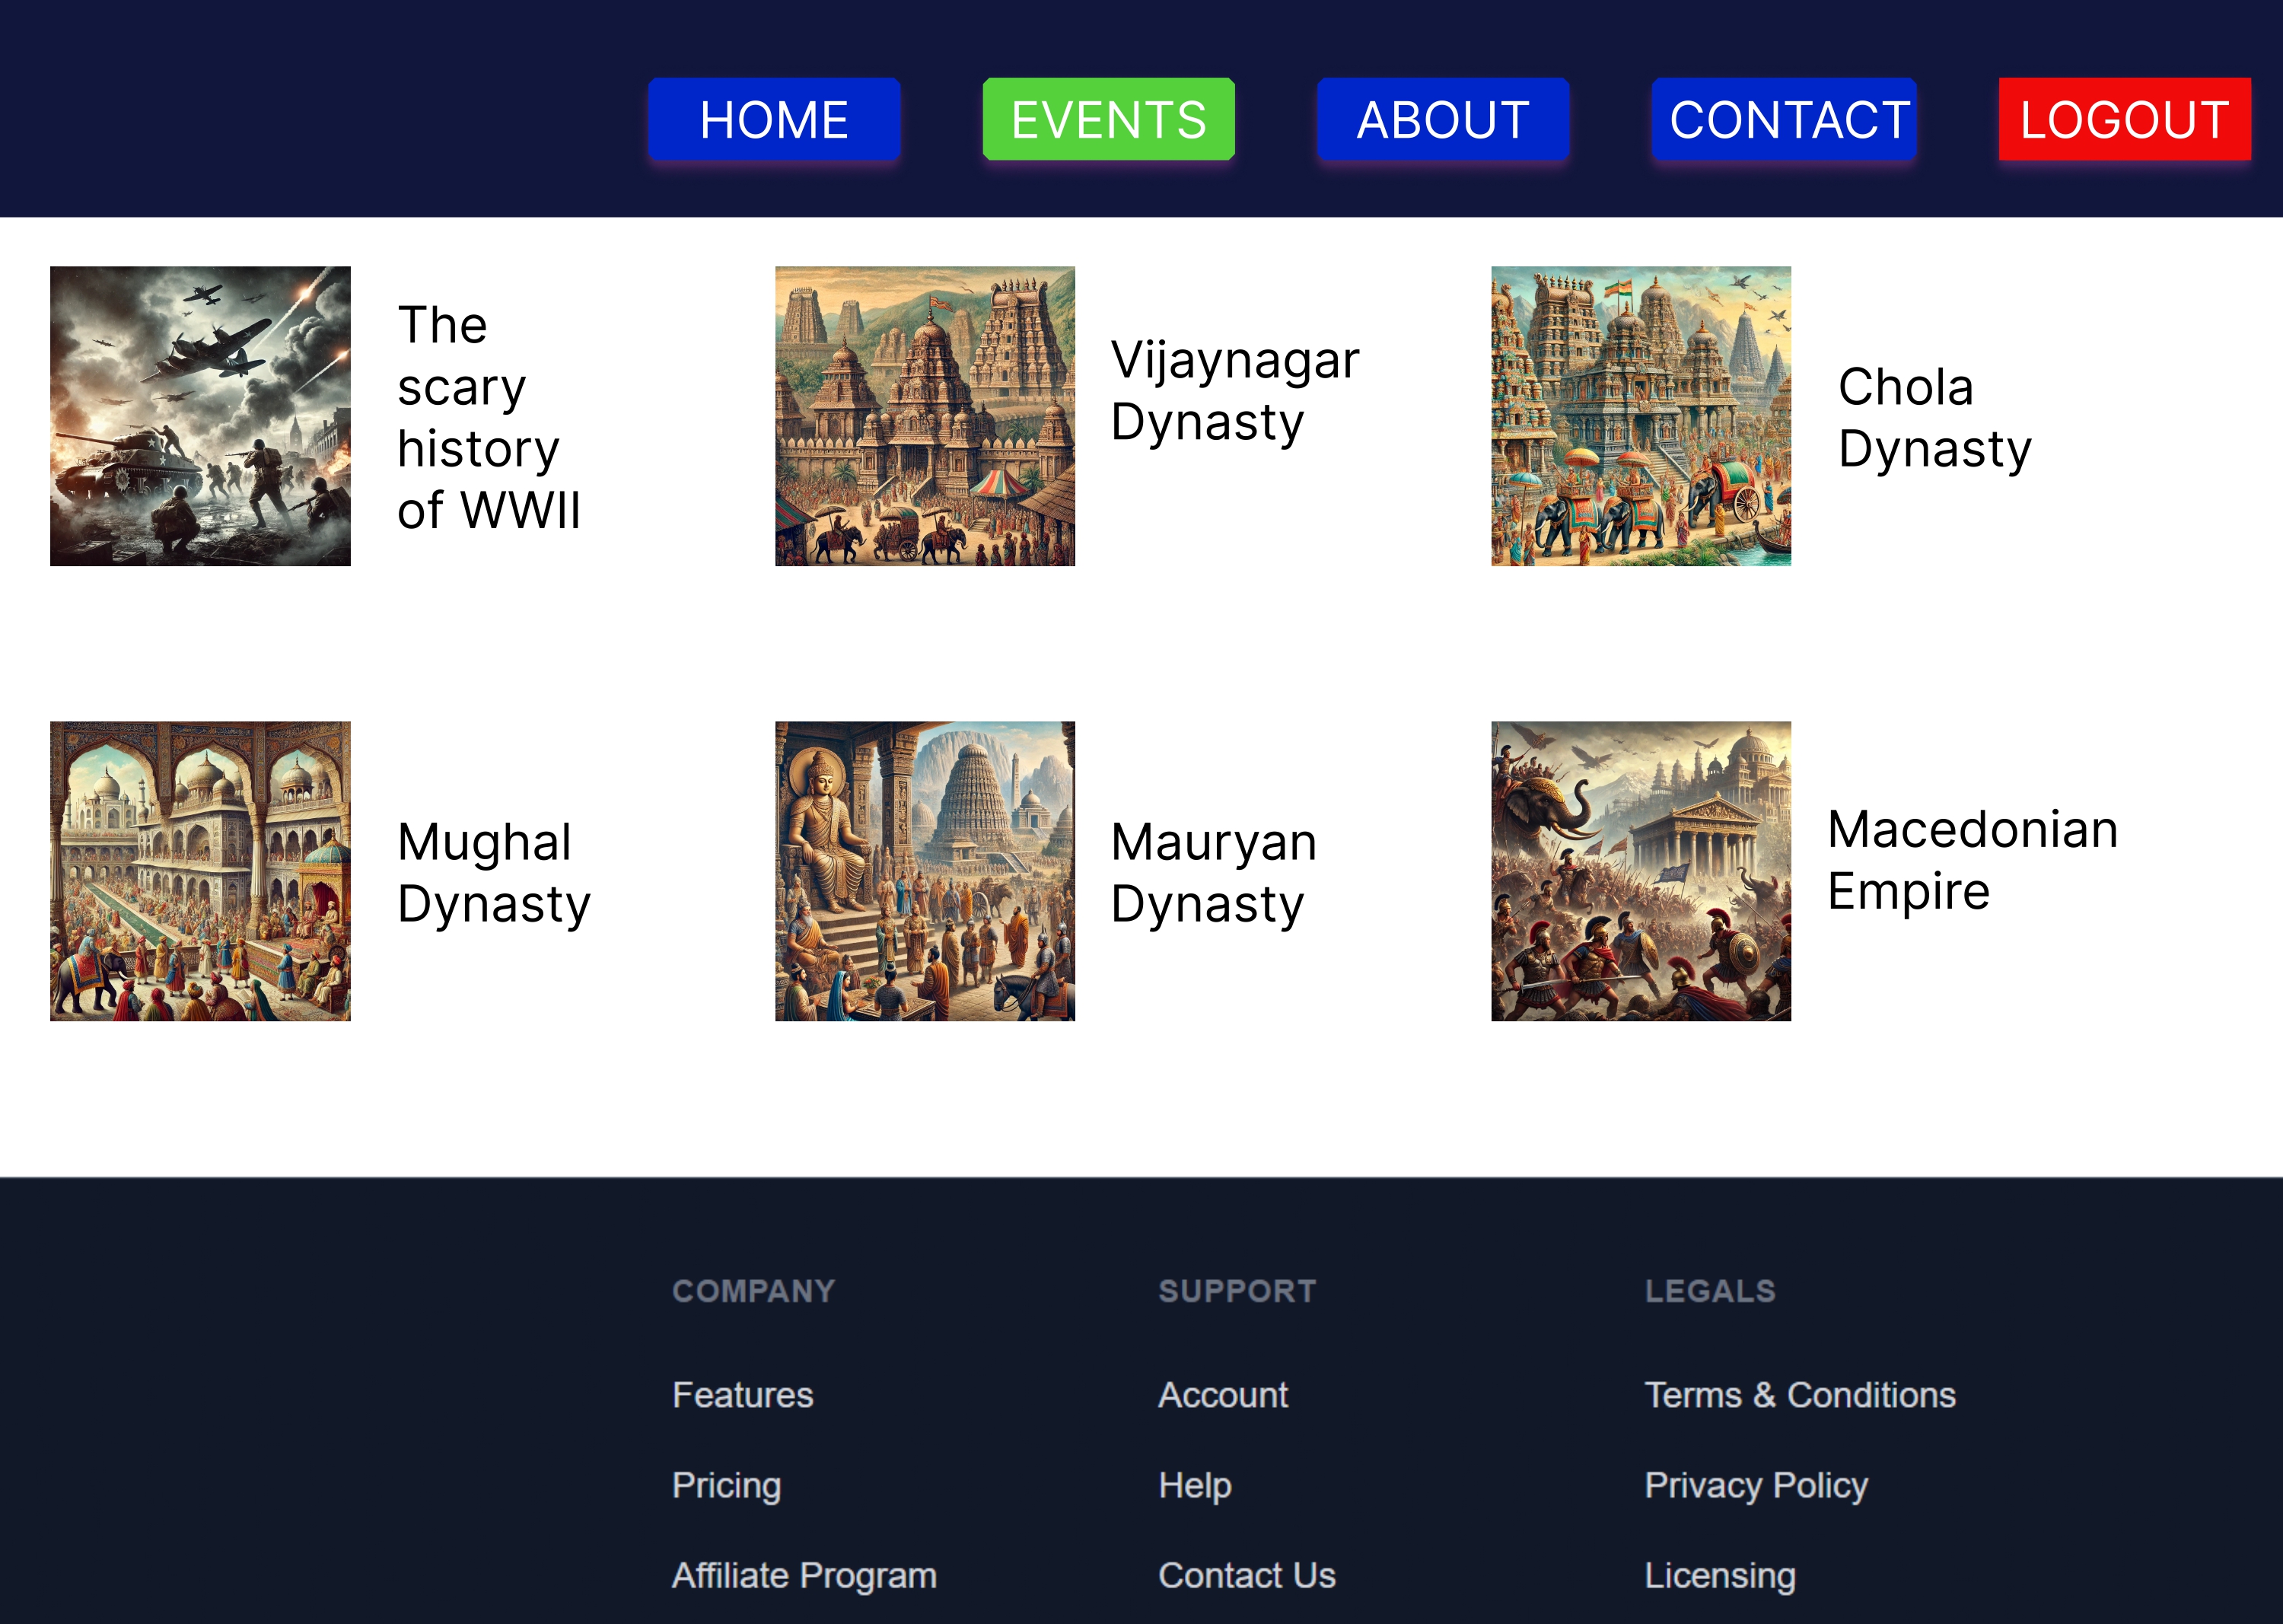 HOME
EVENTS
ABOUT
CONTACT
LOGOUT
The
scary
history
of WWII
Vijaynagar
Dynasty
Chola
Dynasty
Mughal
Dynasty
Mauryan
Dynasty
Macedonian
Empire
COMPANY
Features
Pricing
Affiliate Program
SUPPORT
Account
Help
Contact Us
LEGALS
Terms & Conditions
Privacy Policy
Licensing